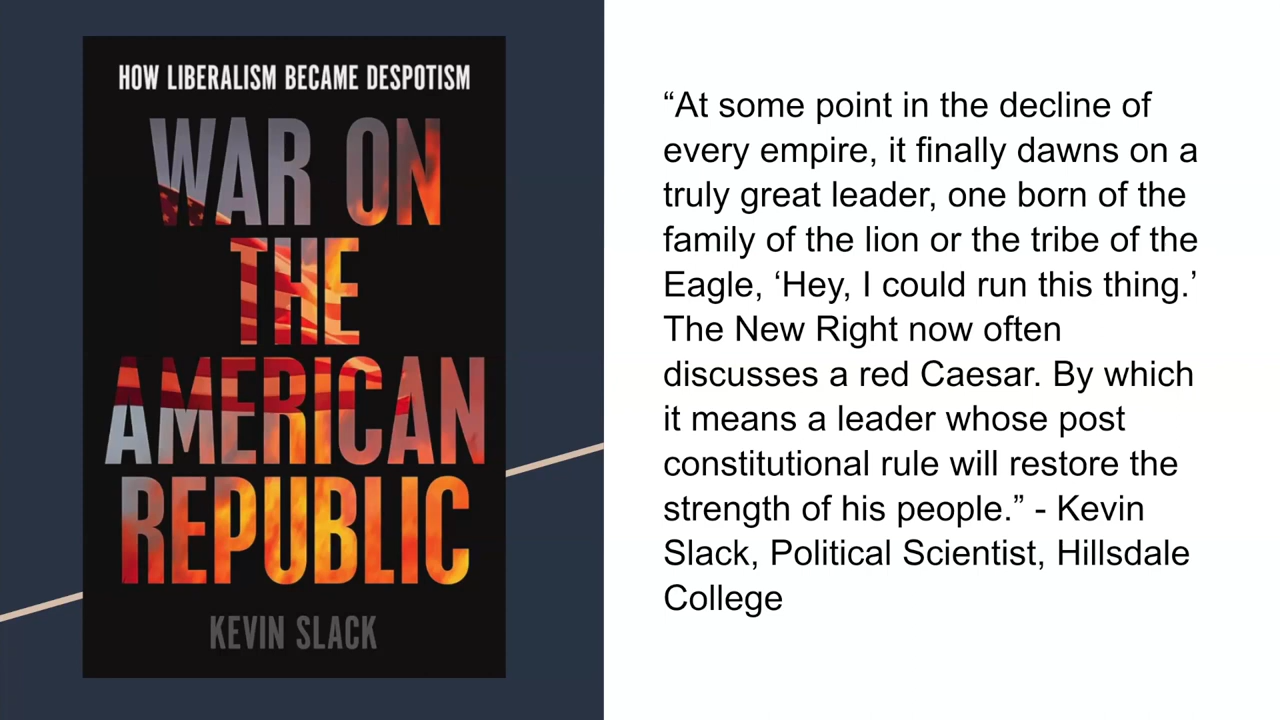 HOW LIBERALISM BECAME DESPOTISM
WAR ON
THE
AMERICAN
REPUBLIC
KEVIN SLACK
“At some point in the decline of
every empire, it finally dawns on a
truly great leader, one born of the
family of the lion or the tribe of the
Eagle, ‘Hey, I could run this thing.’
The New Right now often
discusses a red Caesar. By which
it means a leader whose post
constitutional rule will restore the
strength of his people.” - Kevin
Slack, Political Scientist, Hillsdale
College